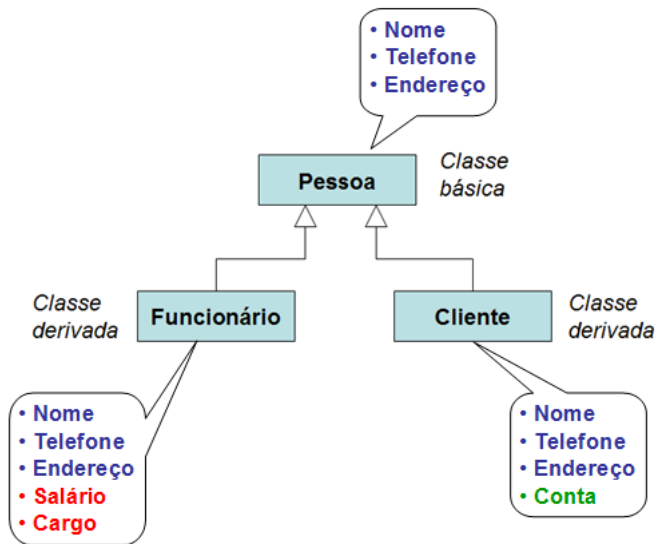 • Nome
• Telefone
• Endereço
Pessoa
Classe
básica
Classe
derivada
Funcionário
Cliente
Classe
derivada
• Nome
• Telefone
• Endereço
• Salário
• Cargo
• Nome
• Telefone
• Endereço
• Conta